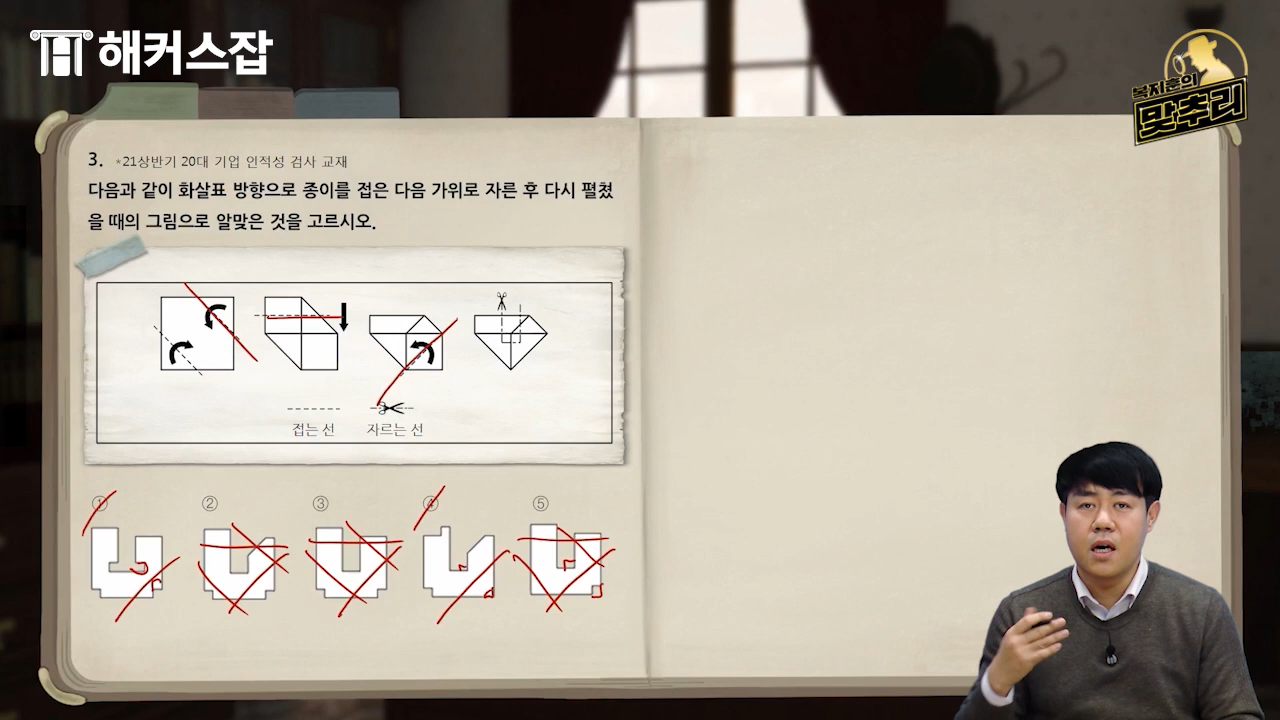 해커스잡
복지훈의
맛추리
3. *21상반기 20대 기업 인적성 검사 교재
다음과 같이 화살표 방향으로 종이를 접은 다음 가위로 자른 후 다시 펼쳤
을 때의 그림으로 알맞은 것을 고르시오.
접는 선
자르는 선
① ② ③ ④ ⑤